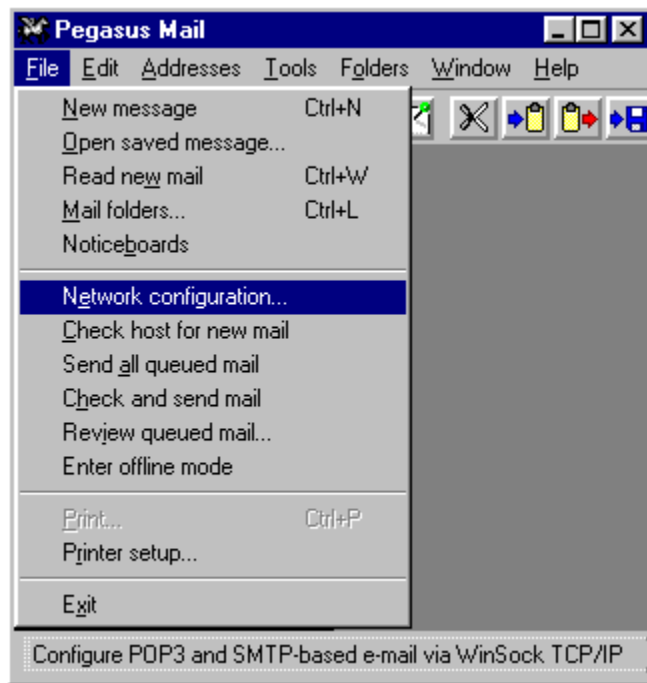 Pegasus Mail
File Edit Addresses Tools Folders Window Help
New message Ctrl+N
Open saved message...
Read new mail Ctrl+W
Mail folders... Ctrl+L
Noticeboards
Network configuration...
Check host for new mail
Send all queued mail
Check and send mail
Review queued mail...
Enter offline mode
Print... Ctrl+P
Printer setup...
Exit
Configure POP3 and SMTP-based e-mail via WinSock TCP/IP